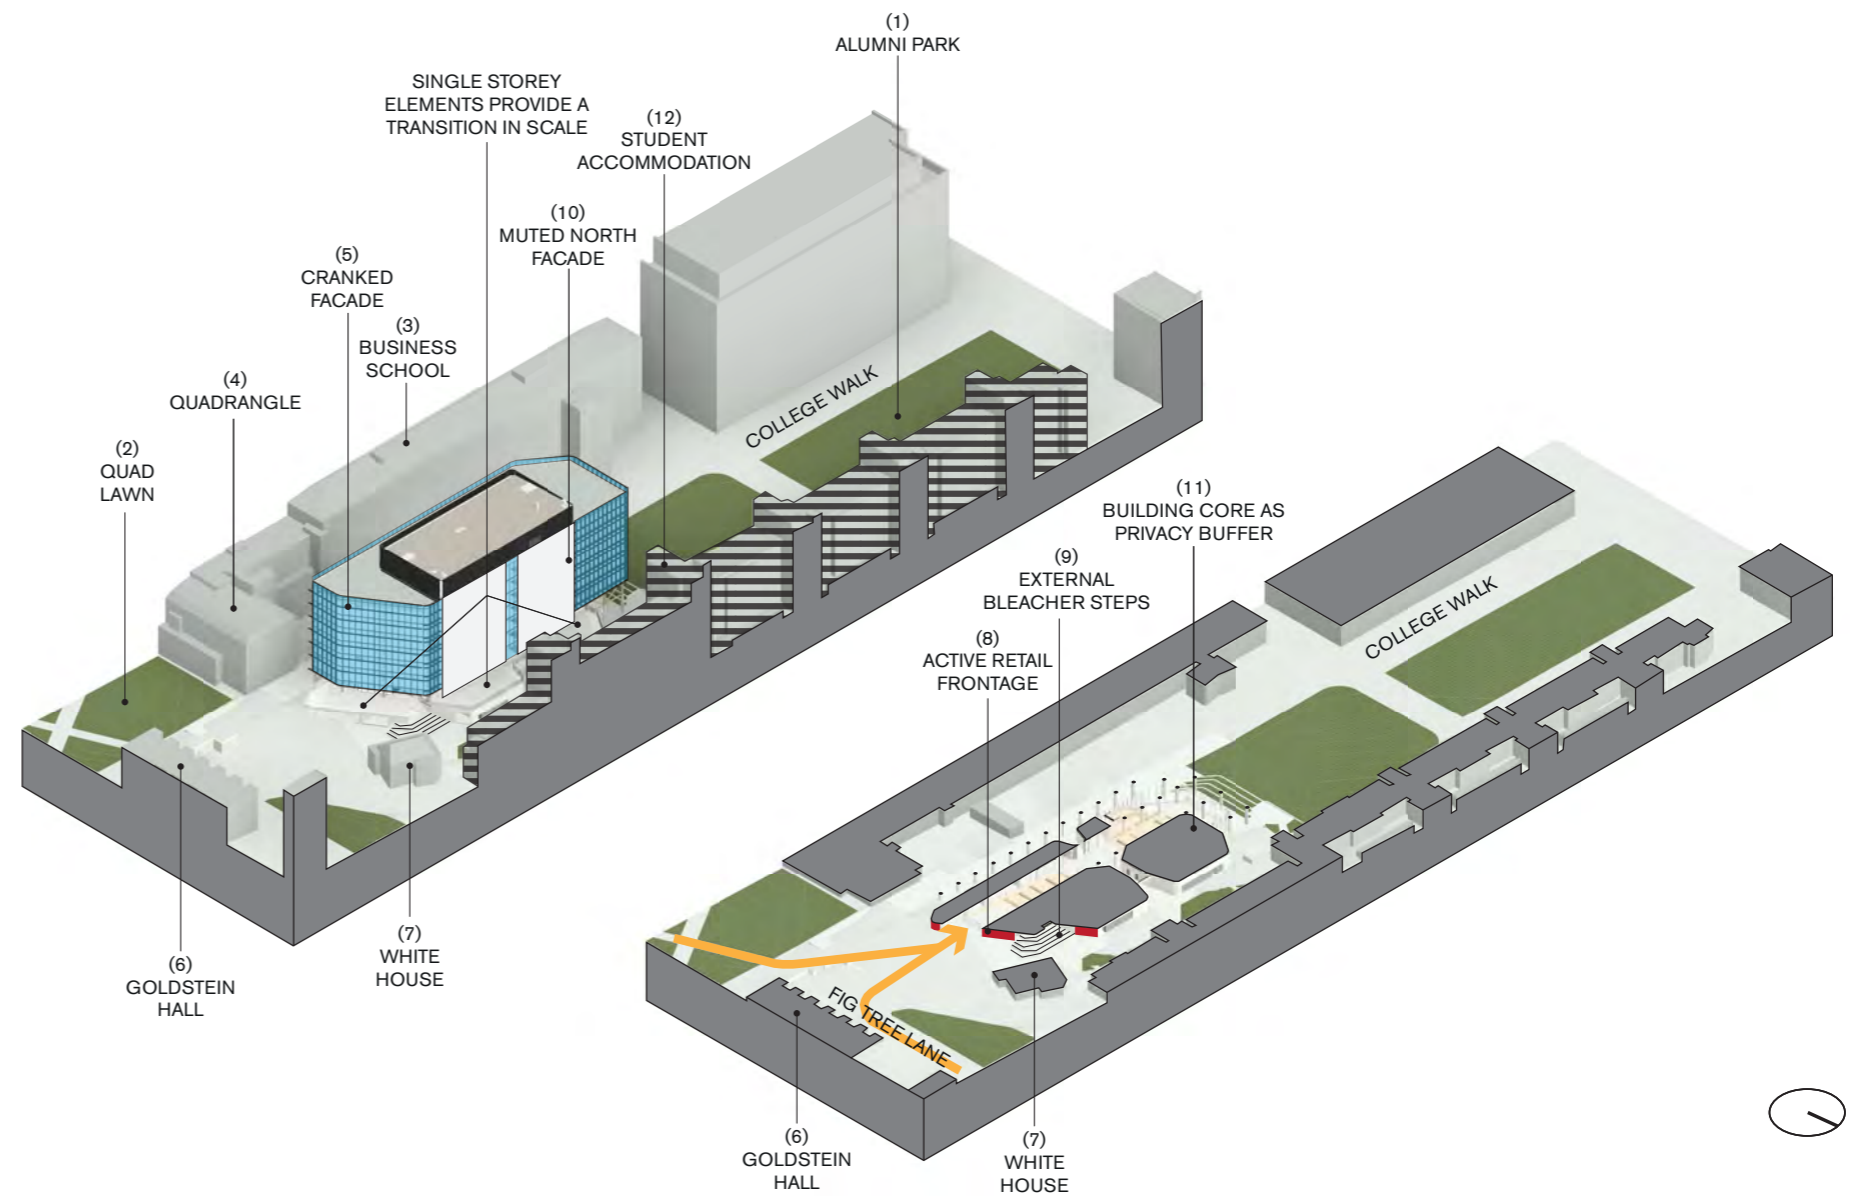 (1)
ALUMNI PARK
SINGLE STOREY
ELEMENTS PROVIDE A
TRANSITION IN SCALE
(12)
STUDENT
ACCOMMODATION
(10)
MUTED NORTH
FACADE
(5)
CRANKED
FACADE
(3)
BUSINESS
SCHOOL
(4)
QUADRANGLE
(2)
QUAD
LAWN
COLLEGE WALK
(6)
GOLDSTEIN
HALL
(7)
WHITE
HOUSE
(11)
BUILDING CORE AS
PRIVACY BUFFER
(9)
EXTERNAL
BLEACHER STEPS
(8)
ACTIVE RETAIL
FRONTAGE
COLLEGE WALK
FIG TREE LANE
(6)
GOLDSTEIN
HALL
(7)
WHITE
HOUSE